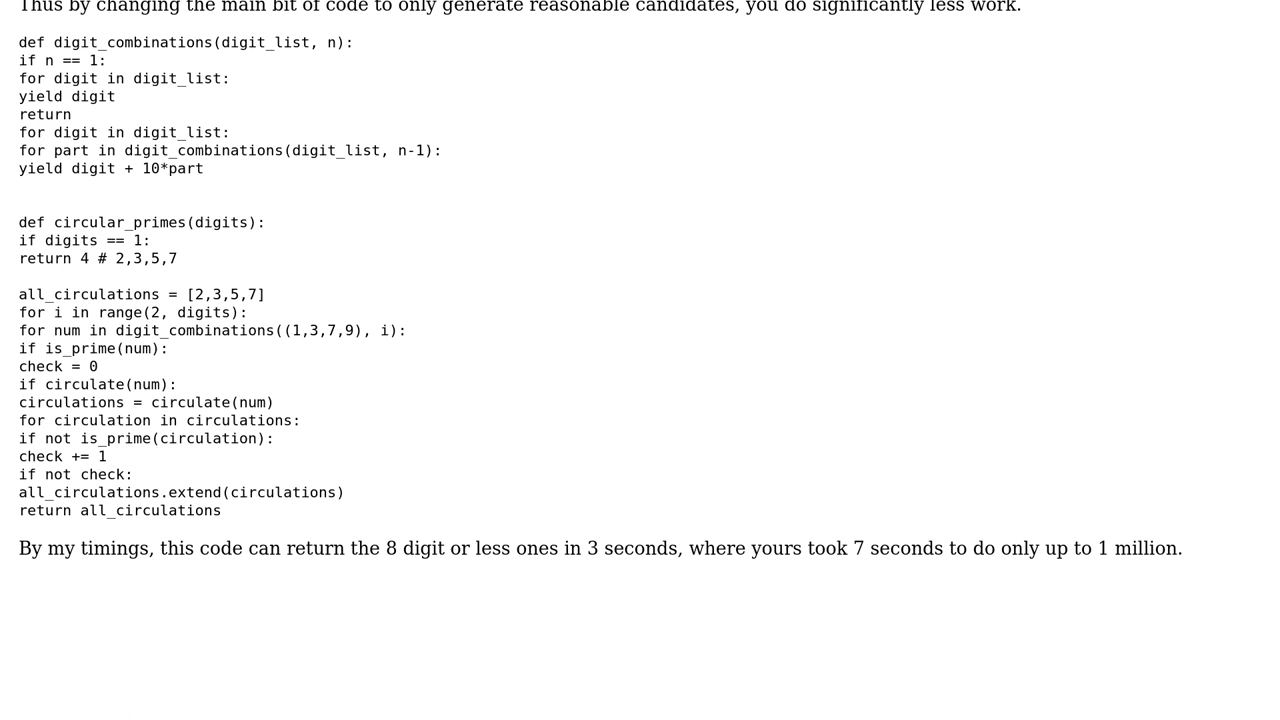 Thus by changing the main bit of code to only generate reasonable candidates, you do significantly less work.
def digit_combinations(digit_list, n):
if n == 1:
for digit in digit_list:
yield digit
return
for digit in digit_list:
for part in digit_combinations(digit_list, n-1):
yield digit + 10*part
def circular_primes(digits):
if digits == 1:
return 4 # 2,3,5,7
all_circulations = [2,3,5,7]
for i in range(2, digits):
for num in digit_combinations((1,3,7,9), i):
if is_prime(num):
check = 0
if circulate(num):
circulations = circulate(num)
for circulation in circulations:
if not is_prime(circulation):
check += 1
if not check:
all_circulations.extend(circulations)
return all_circulations
By my timings, this code can return the 8 digit or less ones in 3 seconds, where yours took 7 seconds to do only up to 1 million.